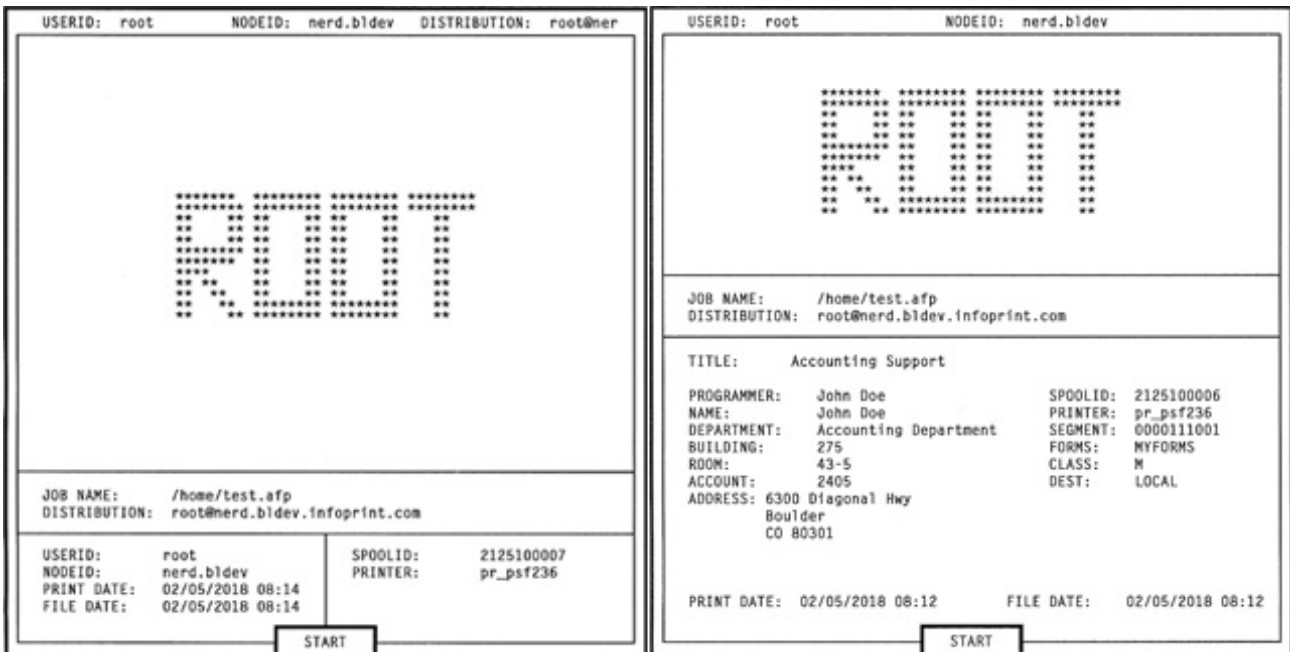 USERID: root NODEID: nerd.bldev DISTRIBUTION: root@ner
ROOT
JOB NAME: /home/test.afp
DISTRIBUTION: root@nerd.bldev.infoprint.com
USERID: root
NODEID: nerd.bldev
PRINT DATE: 02/05/2018 08:14
FILE DATE: 02/05/2018 08:14
SPOOLID: 2125100007
PRINTER: pr_psf236
START
USERID: root NODEID: nerd.bldev
ROOT
JOB NAME: /home/test.afp
DISTRIBUTION: root@nerd.bldev.infoprint.com
TITLE: Accounting Support
PROGRAMMER: John Doe
NAME: John Doe
DEPARTMENT: Accounting Department
BUILDING: 275
ROOM: 43-5
ACCOUNT: 2405
ADDRESS: 6300 Diagonal Hwy
Boulder
CO 80301
SPOOLID: 2125100006
PRINTER: pr_psf236
SEGMENT: 0000111001
FORMS: MYFORMS
CLASS: M
DEST: LOCAL
PRINT DATE: 02/05/2018 08:12 FILE DATE: 02/05/2018 08:12
START